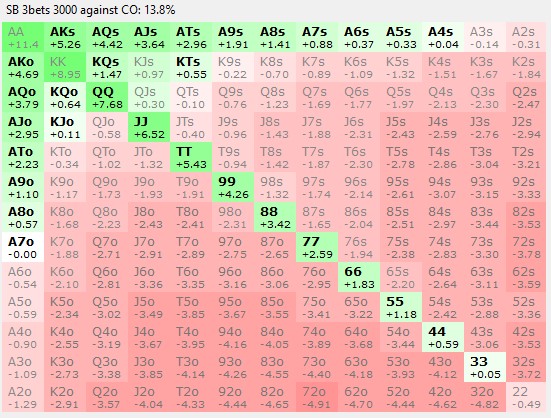 SB 3bets 3000 against CO: 13.8%
AA AKs AQs AJs ATs A9s A8s A7s A6s A5s A4s A3s A2s
+11.4 +5.26 +4.42 +3.64 +2.96 +1.91 +1.41 +0.88 +0.37 +0.33 +0.04 -0.14 -0.31
AKo KK KQs KJs KTs K9s K8s K7s K6s K5s K4s K3s K2s
+4.69 +8.95 +1.47 +0.97 +0.55 -0.22 -0.70 -0.89 -1.09 -1.32 -1.51 -1.67 -1.84
AQo KQo QQ QJs QTs Q9s Q8s Q7s Q6s Q5s Q4s Q3s Q2s
+3.79 +0.64 +7.68 +0.30 -0.10 -0.76 -1.23 -1.69 -1.77 -1.97 -2.13 -2.30 -2.47
AJo KJo QJo JJ JTs J9s J8s J7s J6s J5s J4s J3s J2s
+2.95 +0.11 -0.58 +6.52 -0.40 -0.96 -1.43 -1.88 -2.31 -2.43 -2.59 -2.76 -2.94
ATo KTo QTo JTo TT T9s T8s T7s T6s T5s T4s T3s T2s
+2.23 -0.34 -1.02 -1.32 +5.43 -0.94 -1.42 -1.87 -2.30 -2.78 -2.86 -3.04 -3.21
A9o K9o Q9o J9o T9o 99 98s 97s 96s 95s 94s 93s 92s
+1.10 -1.17 -1.73 -1.93 -1.91 +4.26 -1.32 -1.74 -2.14 -2.61 -3.07 -3.15 -3.33
A8o K8o Q8o J8o T8o 98o 88 87s 86s 85s 84s 83s 82s
+0.57 -1.68 -2.23 -2.43 -2.41 -2.31 +3.42 -1.65 -2.04 -2.51 -2.97 -3.44 -3.53
A7o K7o Q7o J7o T7o 97o 87o 77 76s 75s 74s 73s 72s
-0.00 -1.88 -2.71 -2.91 -2.89 -2.75 -2.65 +2.59 -1.94 -2.38 -2.83 -3.30 -3.78
A6o K6o Q6o J6o T6o 96o 86o 76o 66 65s 64s 63s 62s
-0.54 -2.10 -2.81 -3.36 -3.35 -3.16 -3.06 -2.95 +1.83 -2.20 -2.64 -3.11 -3.59
A5o K5o Q5o J5o T5o 95o 85o 75o 65o 55 54s 53s 52s
-0.59 -2.34 -3.02 -3.50 -3.87 -3.67 -3.55 -3.41 -3.22 +1.18 -2.42 -2.88 -3.36
A4o K4o Q4o J4o T4o 94o 84o 74o 64o 54o 44 43s 42s
-0.90 -2.55 -3.19 -3.67 -3.95 -4.16 -4.05 -3.89 -3.68 -3.44 +0.59 -3.06 -3.53
A3o K3o Q3o J3o T3o 93o 83o 73o 63o 53o 43o 33 32s
-1.09 -2.73 -3.38 -3.85 -4.14 -4.26 -4.55 -4.40 -4.18 -3.93 -4.12 +0.05 -3.72
A2o K2o Q2o J2o T2o 92o 82o 72o 62o 52o 42o 32o 22
-1.29 -2.91 -3.57 -4.04 -4.33 -4.44 -4.65 -4.91 -4.70 -4.44 -4.62 -4.82 -0.49